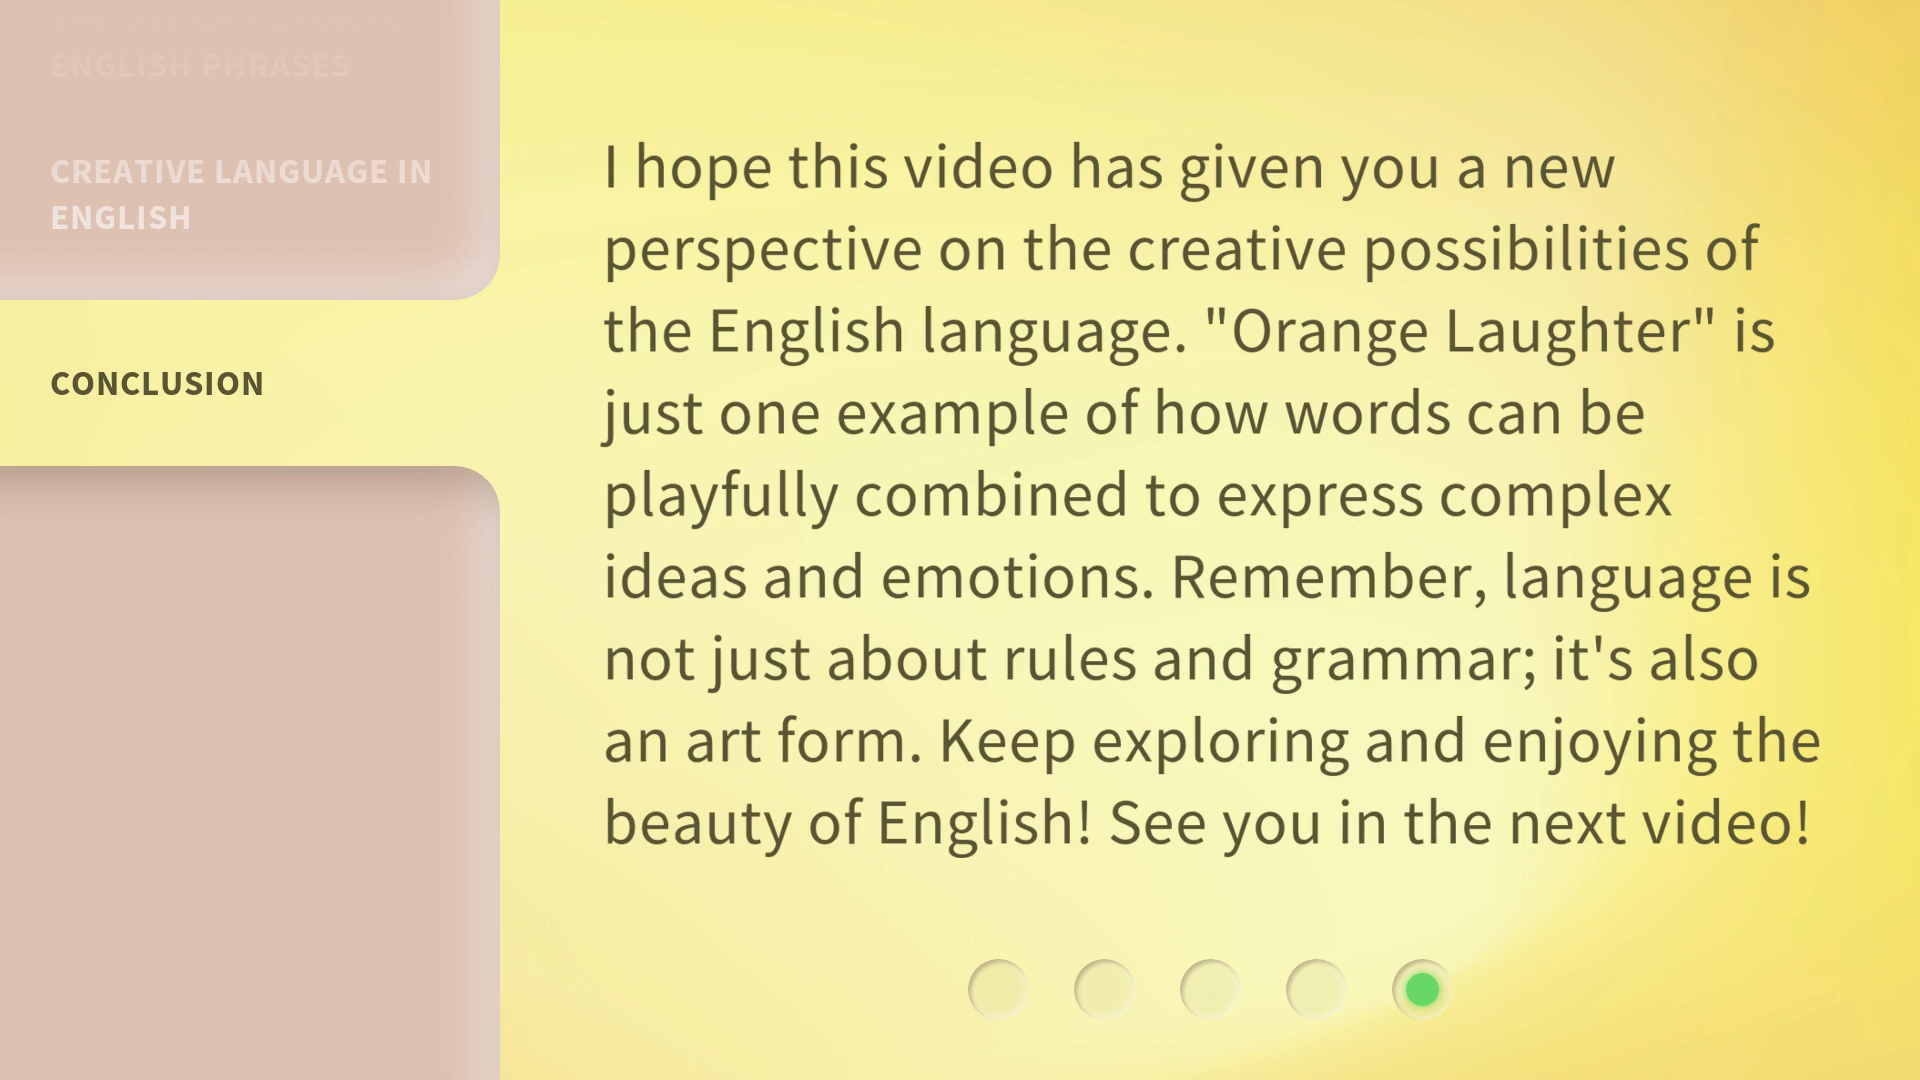 ENGLISH PHRASES
CREATIVE LANGUAGE IN
ENGLISH
CONCLUSION
I hope this video has given you a new
perspective on the creative possibilities of
the English language. "Orange Laughter" is
just one example of how words can be
playfully combined to express complex
ideas and emotions. Remember, language is
not just about rules and grammar; it's also
an art form. Keep exploring and enjoying the
beauty of English! See you in the next video!